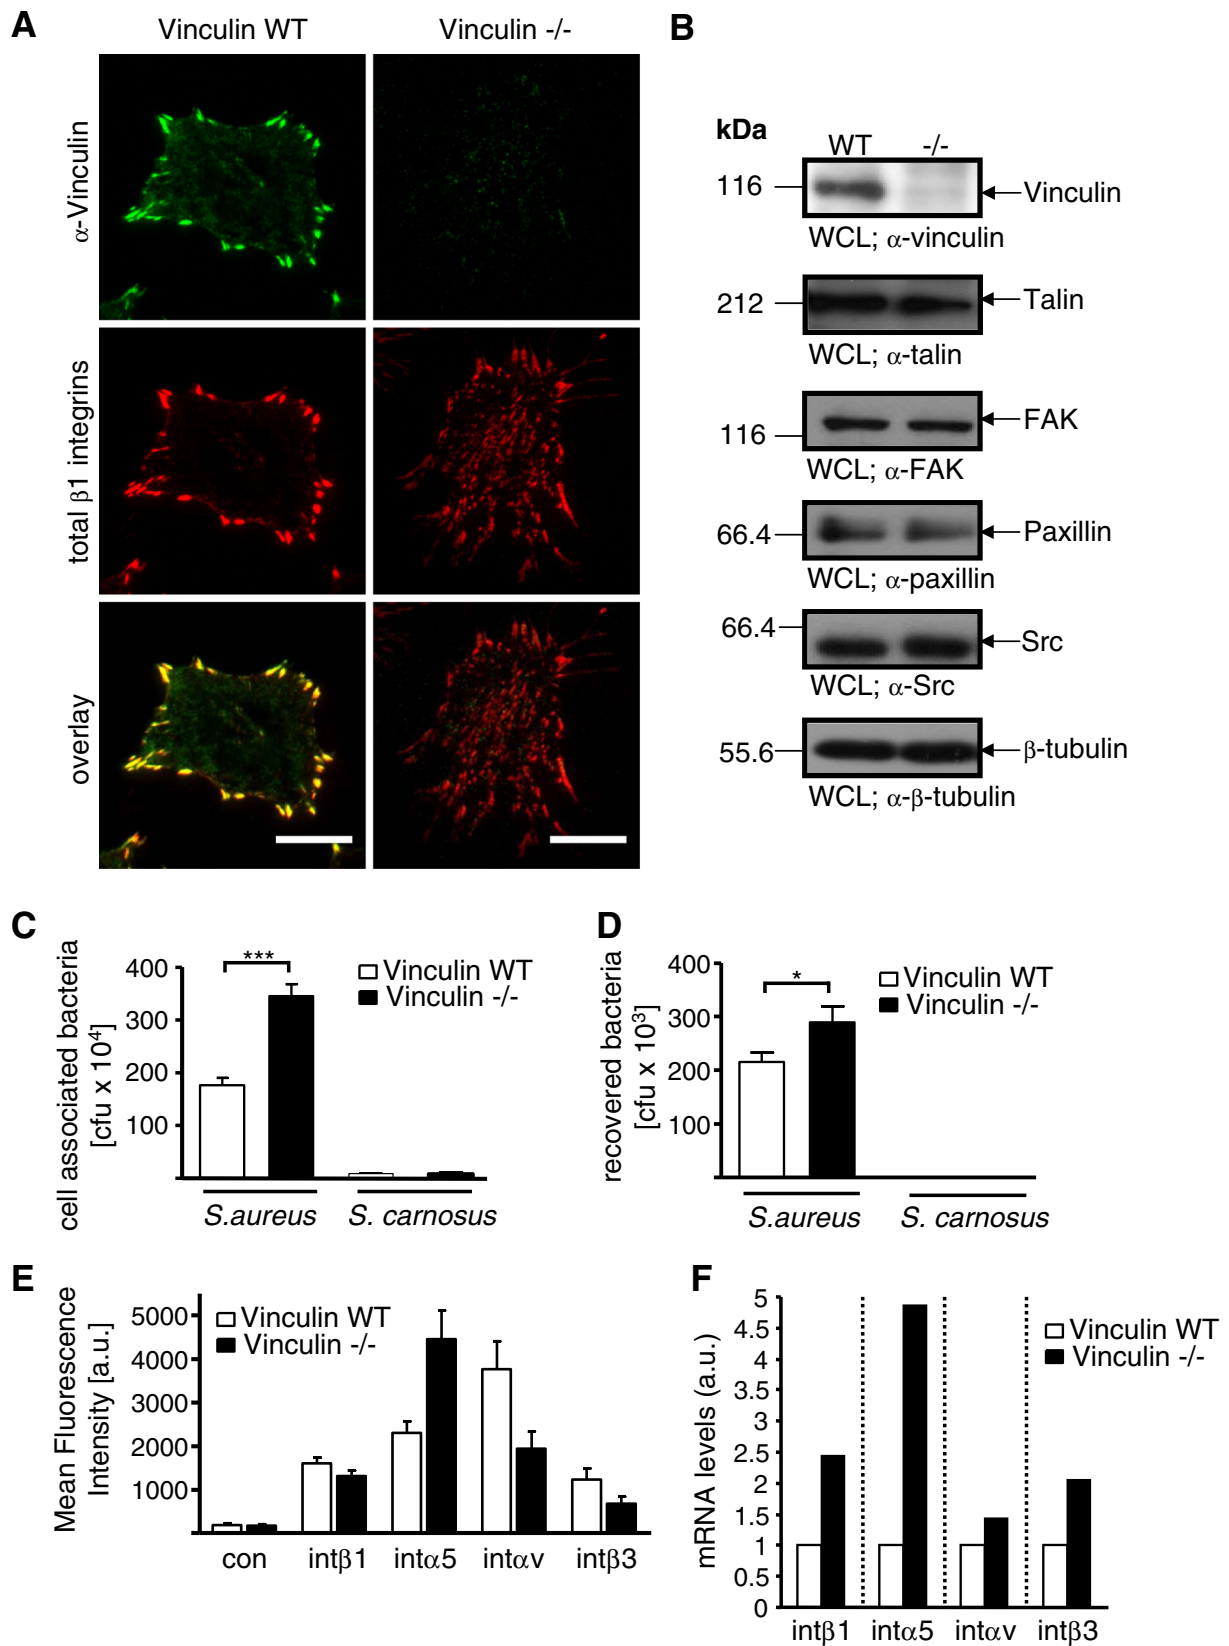 A
Vinculin WT
Vinculin -/-
α-Vinculin
total β1 integrins
overlay
B
kDa
WT -/-
116
Vinculin
WCL; α-vinculin
212
Talin
WCL; α-talin
116
FAK
WCL; α-FAK
66.4
Paxillin
WCL; α-paxillin
66.4
Src
WCL; α-Src
55.6
β-tubulin
WCL; α-β-tubulin
C
cell associated bacteria
[cfu x 10⁴]
400
300
200
100
***
Vinculin WT
Vinculin -/-
S.aureus
S. carnosus
D
recovered bacteria
[cfu x 10³]
400
300
200
100
*
Vinculin WT
Vinculin -/-
S.aureus
S. carnosus
E
Mean Fluorescence
Intensity [a.u.]
5000
4000
3000
2000
1000
Vinculin WT
Vinculin -/-
con
intβ1
intα5
intαv
intβ3
F
mRNA levels (a.u.)
5
4.5
4
3.5
3
2.5
2
1.5
1
0.5
0
Vinculin WT
Vinculin -/-
intβ1
intα5
intαv
intβ3